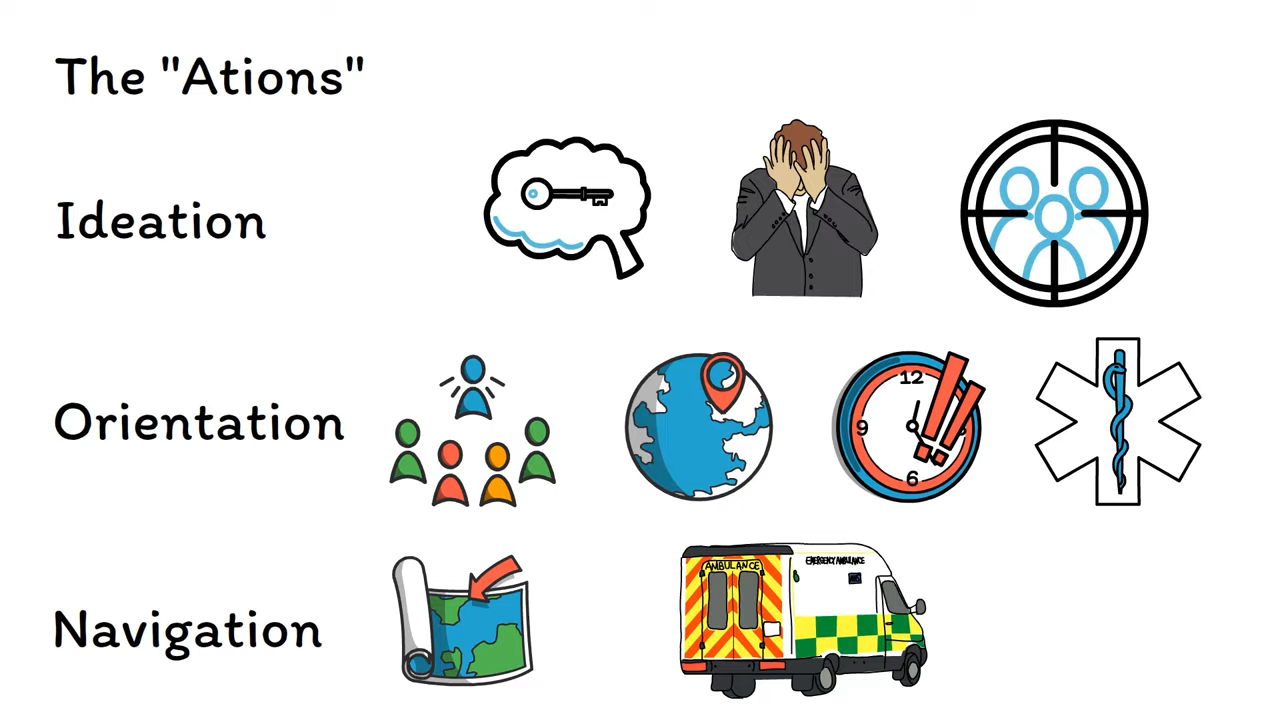 The "Ations"
Ideation
Orientation
12
9
6
Navigation
AMBULANCE
EMERGENCY AMBULANCE